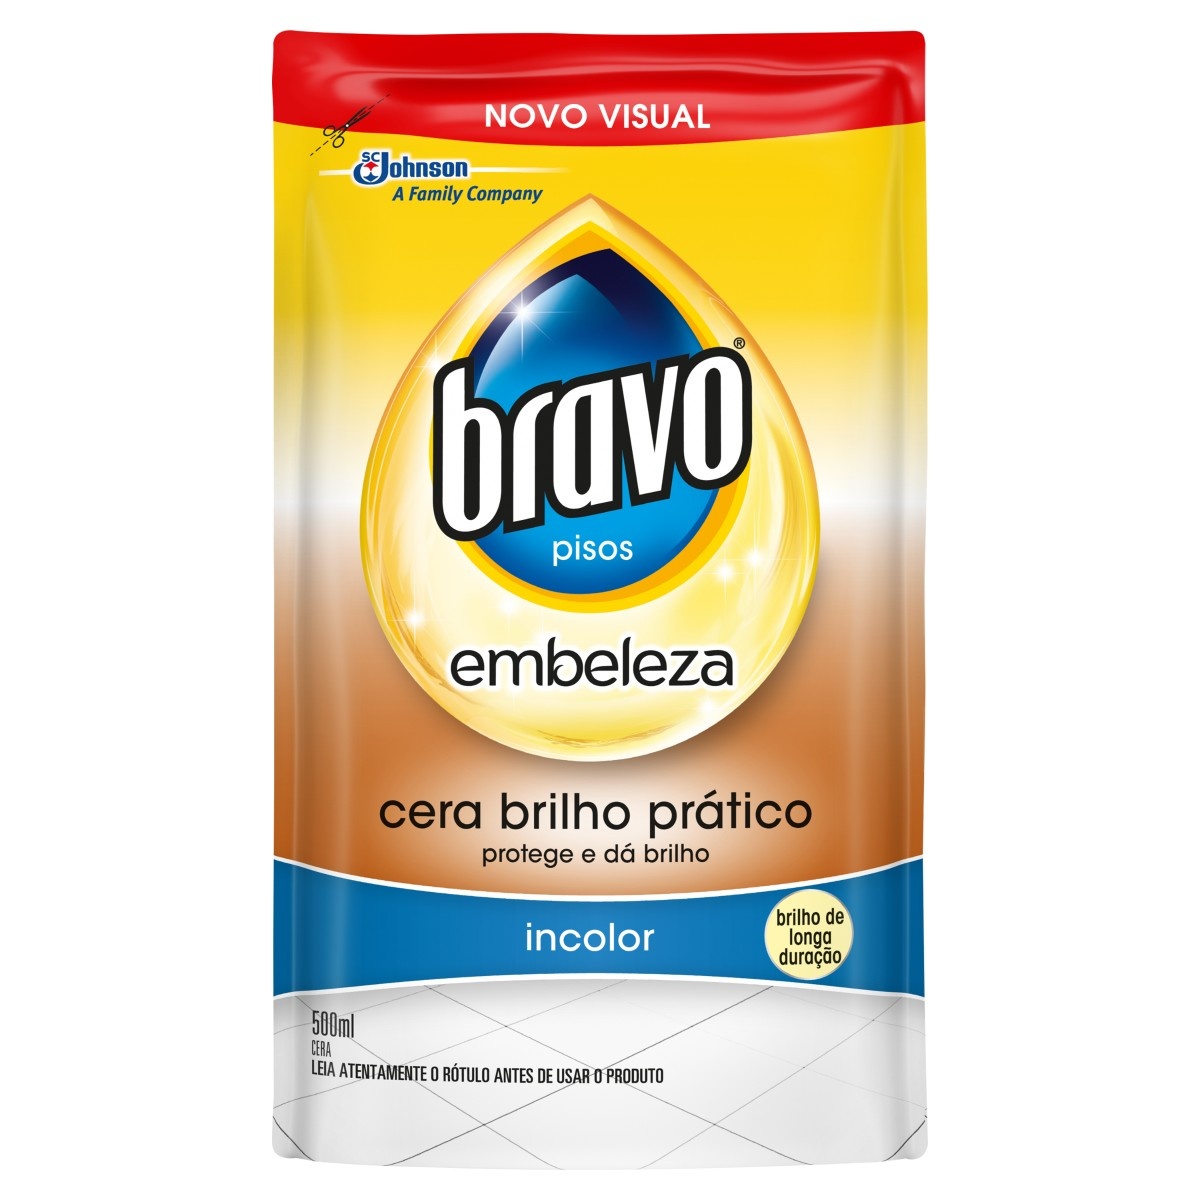 NOVO VISUAL
SC Johnson
A Family Company
bravo®
pisos
embeleza
cera brilho prático
protege e dá brilho
incolor
brilho de
longa
duração
500ml
CERA
LEIA ATENTAMENTE O RÓTULO ANTES DE USAR O PRODUTO